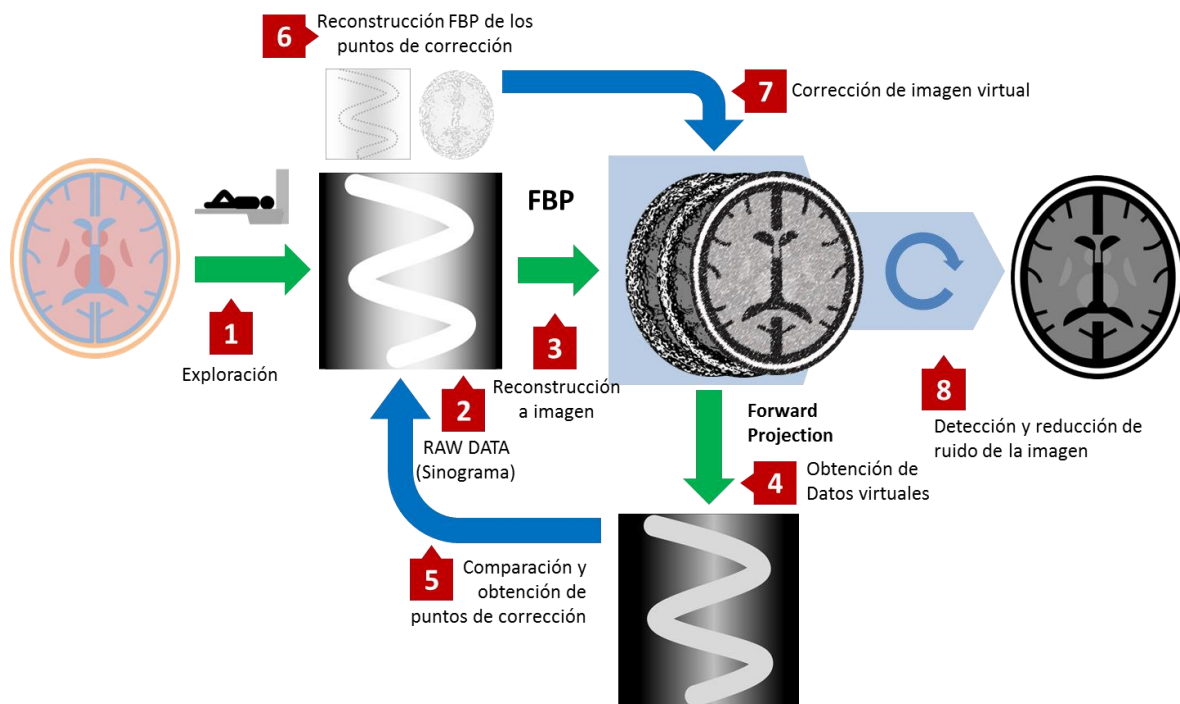 6
Reconstrucción FBP de los
puntos de corrección
7
Corrección de imagen virtual
FBP
1
Exploración
2
RAW DATA
(Sinograma)
3
Reconstrucción
a imagen
Forward
Projection
4
Obtención de
Datos virtuales
8
Detección y reducción de
ruido de la imagen
5
Comparación y
obtención de
puntos de corrección